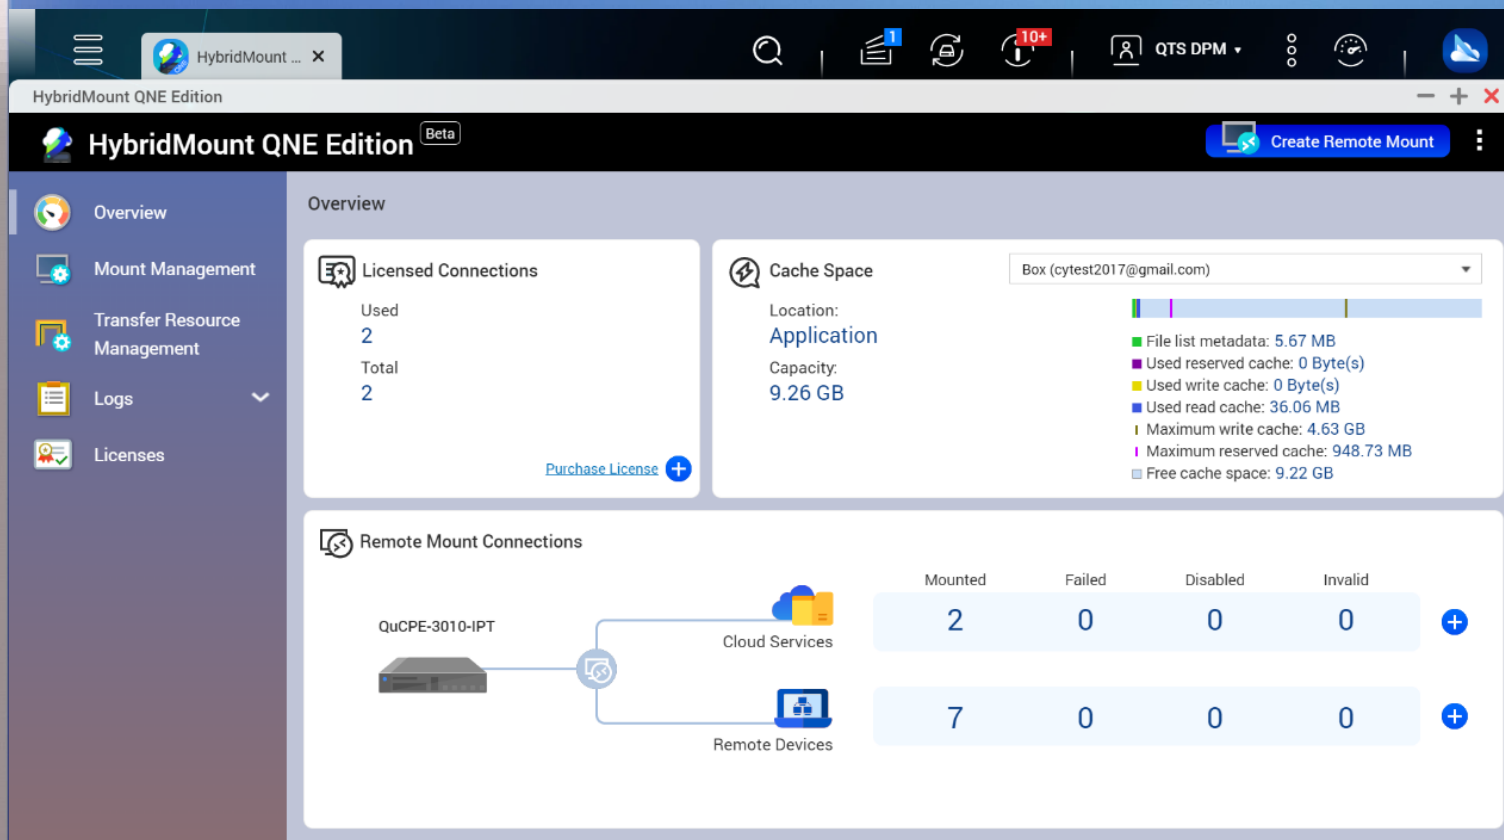 1
10+
HybridMount ...
QTS DPM
HybridMount QNE Edition
HybridMount QNE Edition Beta
Create Remote Mount
Overview
Mount Management
Transfer Resource
Management
Logs
Licenses
Overview
Licensed Connections
Used
2
Total
2
Purchase License
Cache Space
Box (cytest2017@gmail.com)
Location:
Application
Capacity:
9.26 GB
File list metadata: 5.67 MB
Used reserved cache: 0 Byte(s)
Used write cache: 0 Byte(s)
Used read cache: 36.06 MB
Maximum write cache: 4.63 GB
Maximum reserved cache: 948.73 MB
Free cache space: 9.22 GB
Remote Mount Connections
QuCPE-3010-IPT
Mounted Failed Disabled Invalid
Cloud Services 2 0 0 0
Remote Devices 7 0 0 0